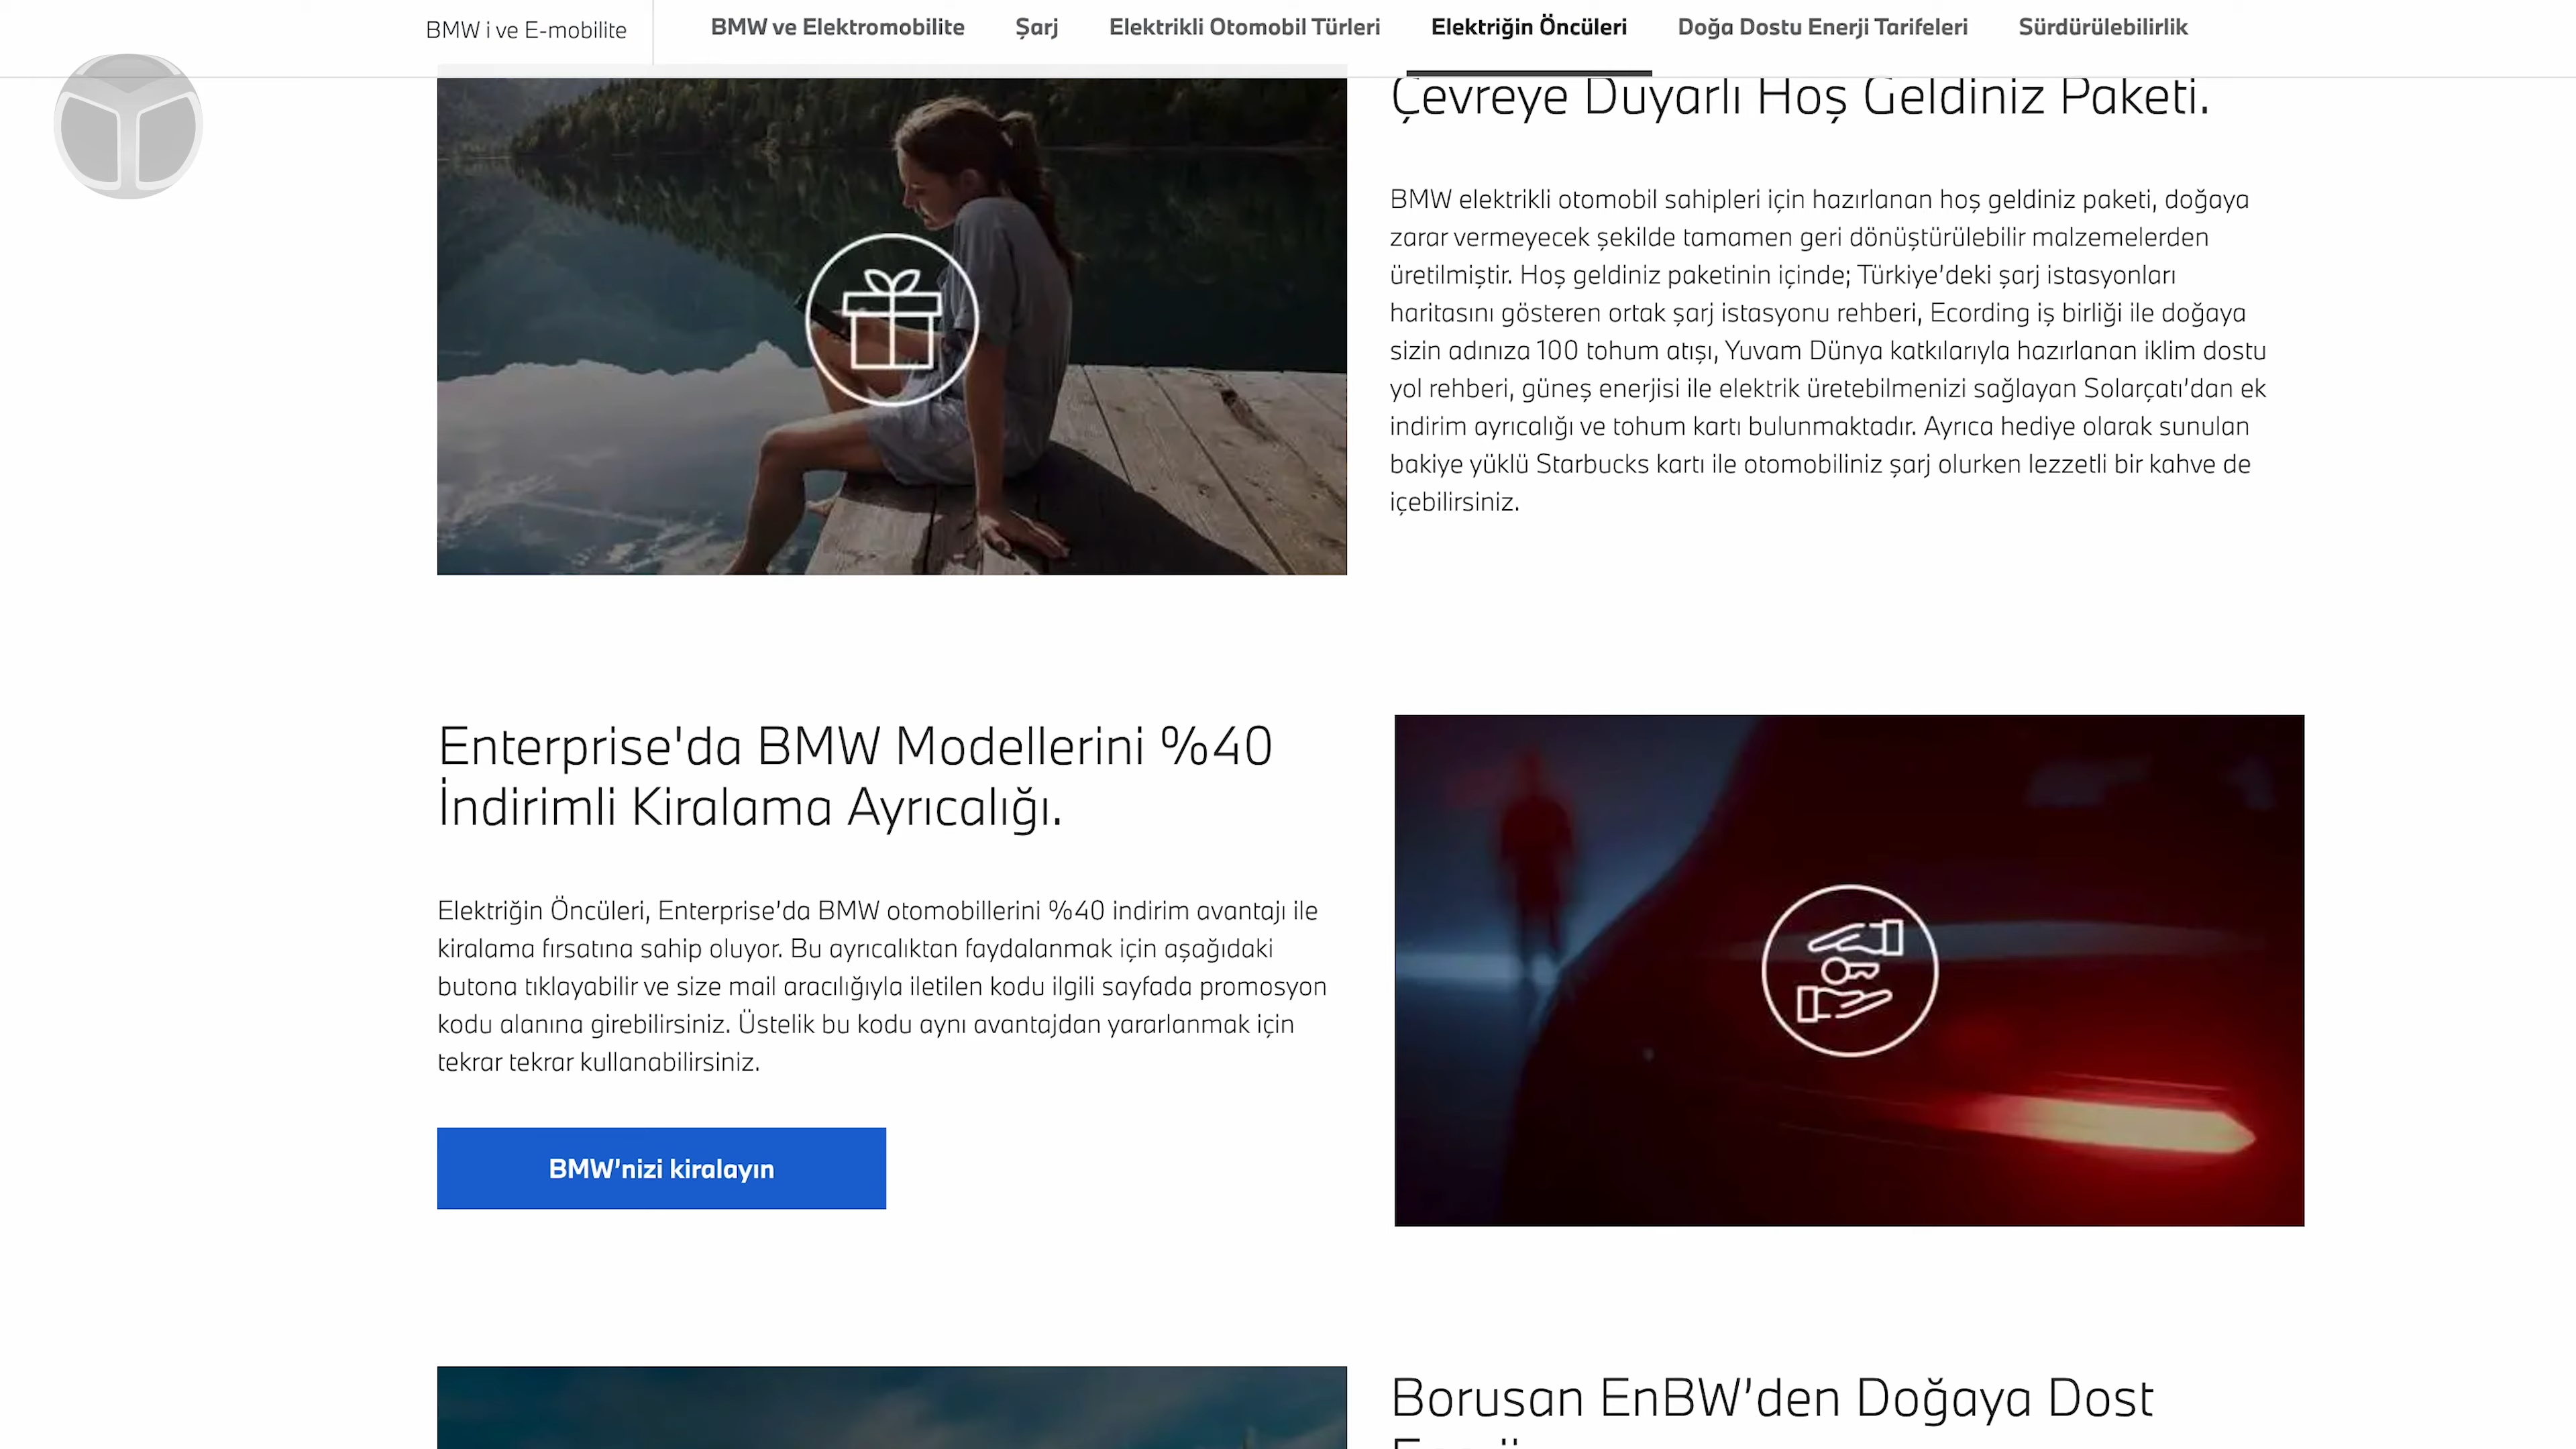 BMW i ve E-mobilite
BMW ve Elektromobilite
Şarj
Elektrikli Otomobil Türleri
Elektriğin Öncüleri
Doğa Dostu Enerji Tarifeleri
Sürdürülebilirlik
Çevreye Duyarlı Hoş Geldiniz Paketi.
BMW elektrikli otomobil sahipleri için hazırlanan hoş geldiniz paketi, doğaya
zarar vermeyecek şekilde tamamen geri dönüştürülebilir malzemelerden
üretilmiştir. Hoş geldiniz paketinin içinde; Türkiye'deki şarj istasyonları
haritasını gösteren ortak şarj istasyonu rehberi, Ecording iş birliği ile doğaya
sizin adınıza 100 tohum atışı, Yuvam Dünya katkılarıyla hazırlanan iklim dostu
yol rehberi, güneş enerjisi ile elektrik üretebilmenizi sağlayan Solarçatı'dan ek
indirim ayrıcalığı ve tohum kartı bulunmaktadır. Ayrıca hediye olarak sunulan
bakiye yüklü Starbucks kartı ile otomobiliniz şarj olurken lezzetli bir kahve de
içebilirsiniz.
Enterprise'da BMW Modellerini %40
İndirimli Kiralama Ayrıcalığı.
Elektriğin Öncüleri, Enterprise'da BMW otomobillerini %40 indirim avantajı ile
kiralama fırsatına sahip oluyor. Bu ayrıcalıktan faydalanmak için aşağıdaki
butona tıklayabilir ve size mail aracılığıyla iletilen kodu ilgili sayfada promosyon
kodu alanına girebilirsiniz. Üstelik bu kodu aynı avantajdan yararlanmak için
tekrar tekrar kullanabilirsiniz.
BMW'nizi kiralayın
Borusan EnBW'den Doğaya Dost